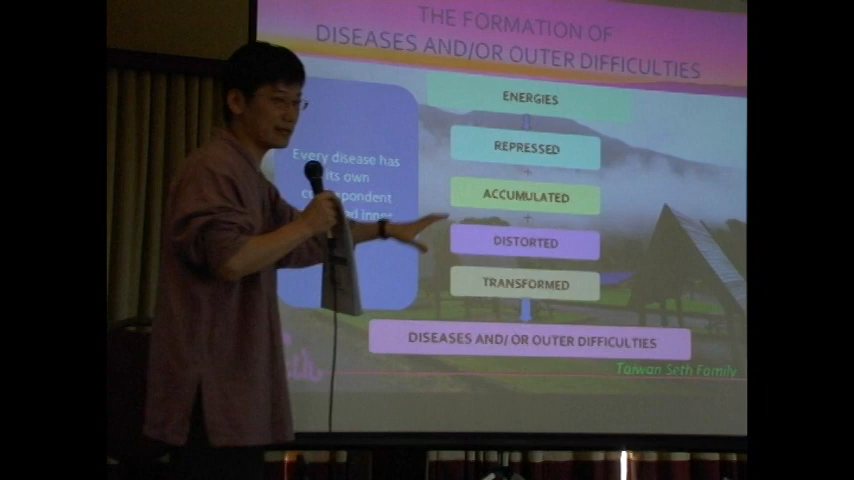 THE FORMATION OF
DISEASES AND/OR OUTER DIFFICULTIES
Every disease has
its own
ENERGIES
REPRESSED
+
ACCUMULATED
+
DISTORTED
TRANSFORMED
DISEASES AND/ OR OUTER DIFFICULTIES
Taiwan Seth Family